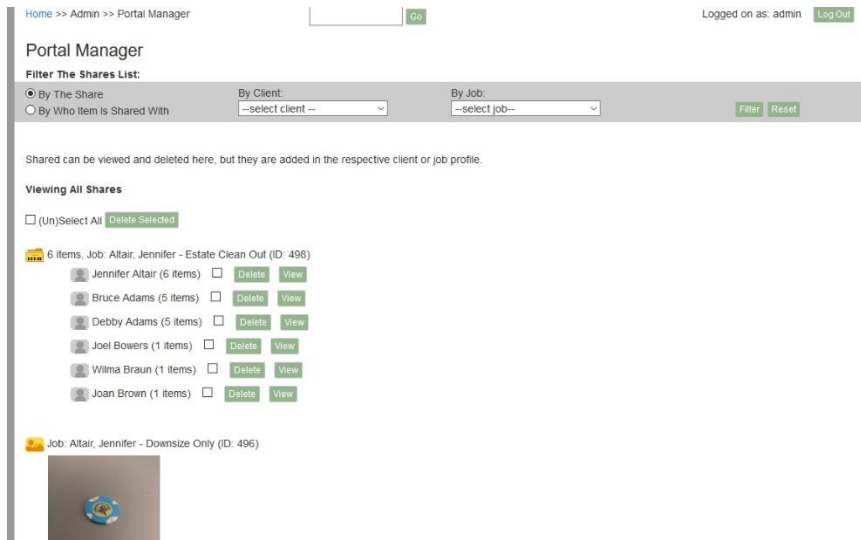 Home >> Admin >> Portal Manager Go Logged on as: admin Log Out
Portal Manager
Filter The Shares List:
By The Share By Client: By Job:
By Who Item Is Shared With --select client -- --select job-- Filter Reset
Shared can be viewed and deleted here, but they are added in the respective client or job profile.
Viewing All Shares
(Un)Select All Delete Selected
6 items, Job: Altair, Jennifer - Estate Clean Out (ID: 498)
Jennifer Altair (6 items) Delete View
Bruce Adams (5 items) Delete View
Debby Adams (5 items) Delete View
Joel Bowers (1 items) Delete View
Wilma Braun (1 items) Delete View
Joan Brown (1 items) Delete View
Job: Altair, Jennifer - Downsize Only (ID: 496)